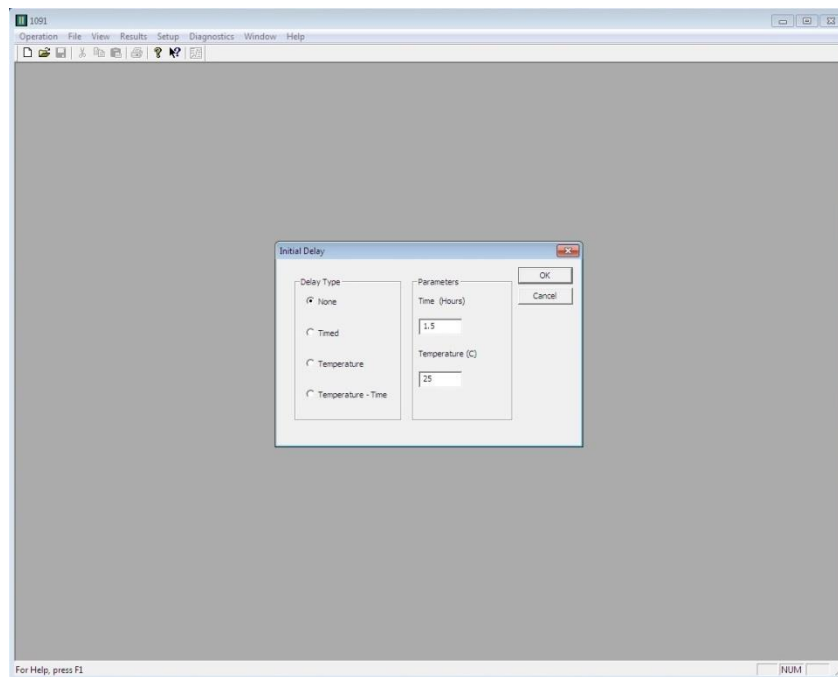 1091
Operation File View Results Setup Diagnostics Window Help
Initial Delay
Delay Type
None
Timed
Temperature
Temperature - Time
Parameters
Time (Hours)
1.5
Temperature (C)
25
OK
Cancel
For Help, press F1
NUM